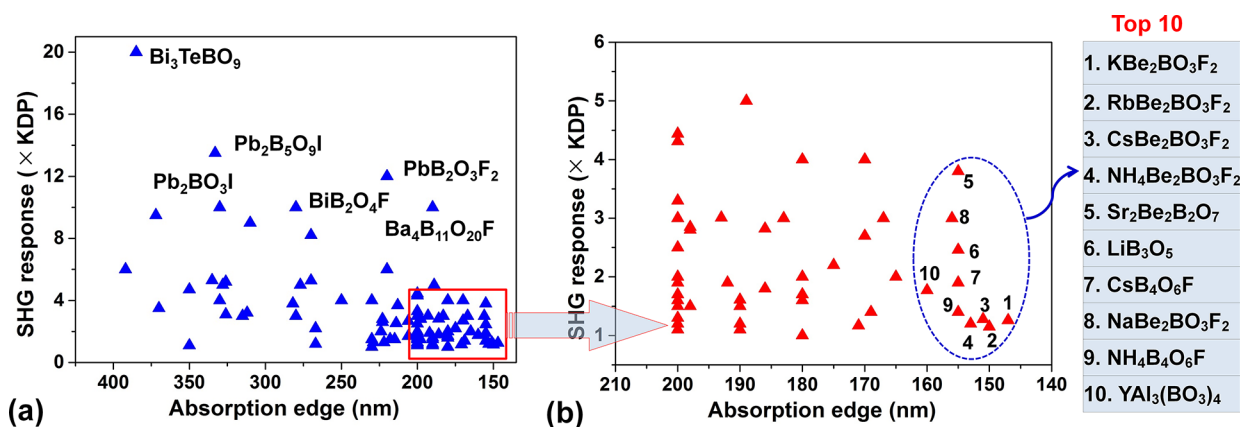 20
16
12
8
4
0
SHG response (× KDP)
400 350 300 250 200 150
Absorption edge (nm)
(a)
Bi₃TeBO₉
Pb₂B₅O₉I
PbB₂O₃F₂
Pb₂BO₃I
BiB₂O₄F
Ba₄B₁₁O₂₀F
6
5
4
3
2
1
SHG response (× KDP)
210 200 190 180 170 160 150 140
Absorption edge (nm)
(b)
5
8
6
10
7
9
3
1
4
2
Top 10
1. KBe₂BO₃F₂
2. RbBe₂BO₃F₂
3. CsBe₂BO₃F₂
4. NH₄Be₂BO₃F₂
5. Sr₂Be₂B₂O₇
6. LiB₃O₅
7. CsB₄O₆F
8. NaBe₂BO₃F₂
9. NH₄B₄O₆F
10. YAl₃(BO₃)₄